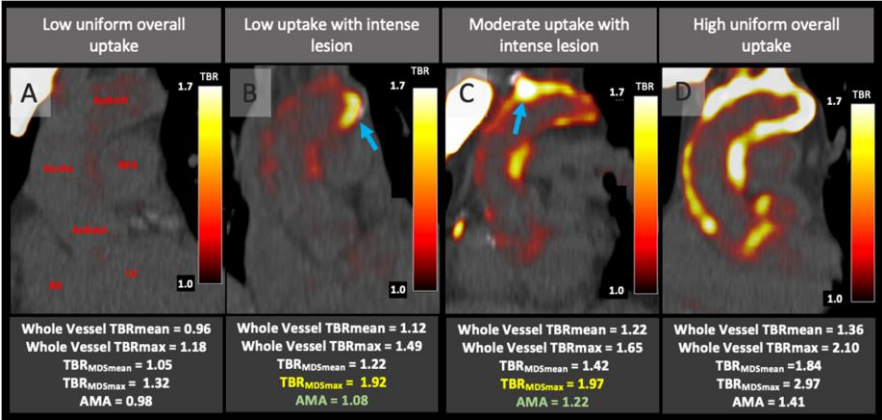 Low uniform overall
uptake
Low uptake with intense
lesion
Moderate uptake with
intense lesion
High uniform overall
uptake
A
TBR
1.7
1.0
B
TBR
1.7
1.0
C
TBR
1.7
1.0
D
TBR
1.7
1.0
Whole Vessel TBRmean = 0.96
Whole Vessel TBRmax = 1.18
TBRMDSmean = 1.05
TBRMDSmax = 1.32
AMA = 0.98
Whole Vessel TBRmean = 1.12
Whole Vessel TBRmax = 1.49
TBRMDSmean = 1.22
TBRMDSmax = 1.92
AMA = 1.08
Whole Vessel TBRmean = 1.22
Whole Vessel TBRmax = 1.65
TBRMDSmean = 1.42
TBRMDSmax = 1.97
AMA = 1.22
Whole Vessel TBRmean = 1.36
Whole Vessel TBRmax = 2.10
TBRMDSmean =1.84
TBRMDSmax = 2.97
AMA = 1.41